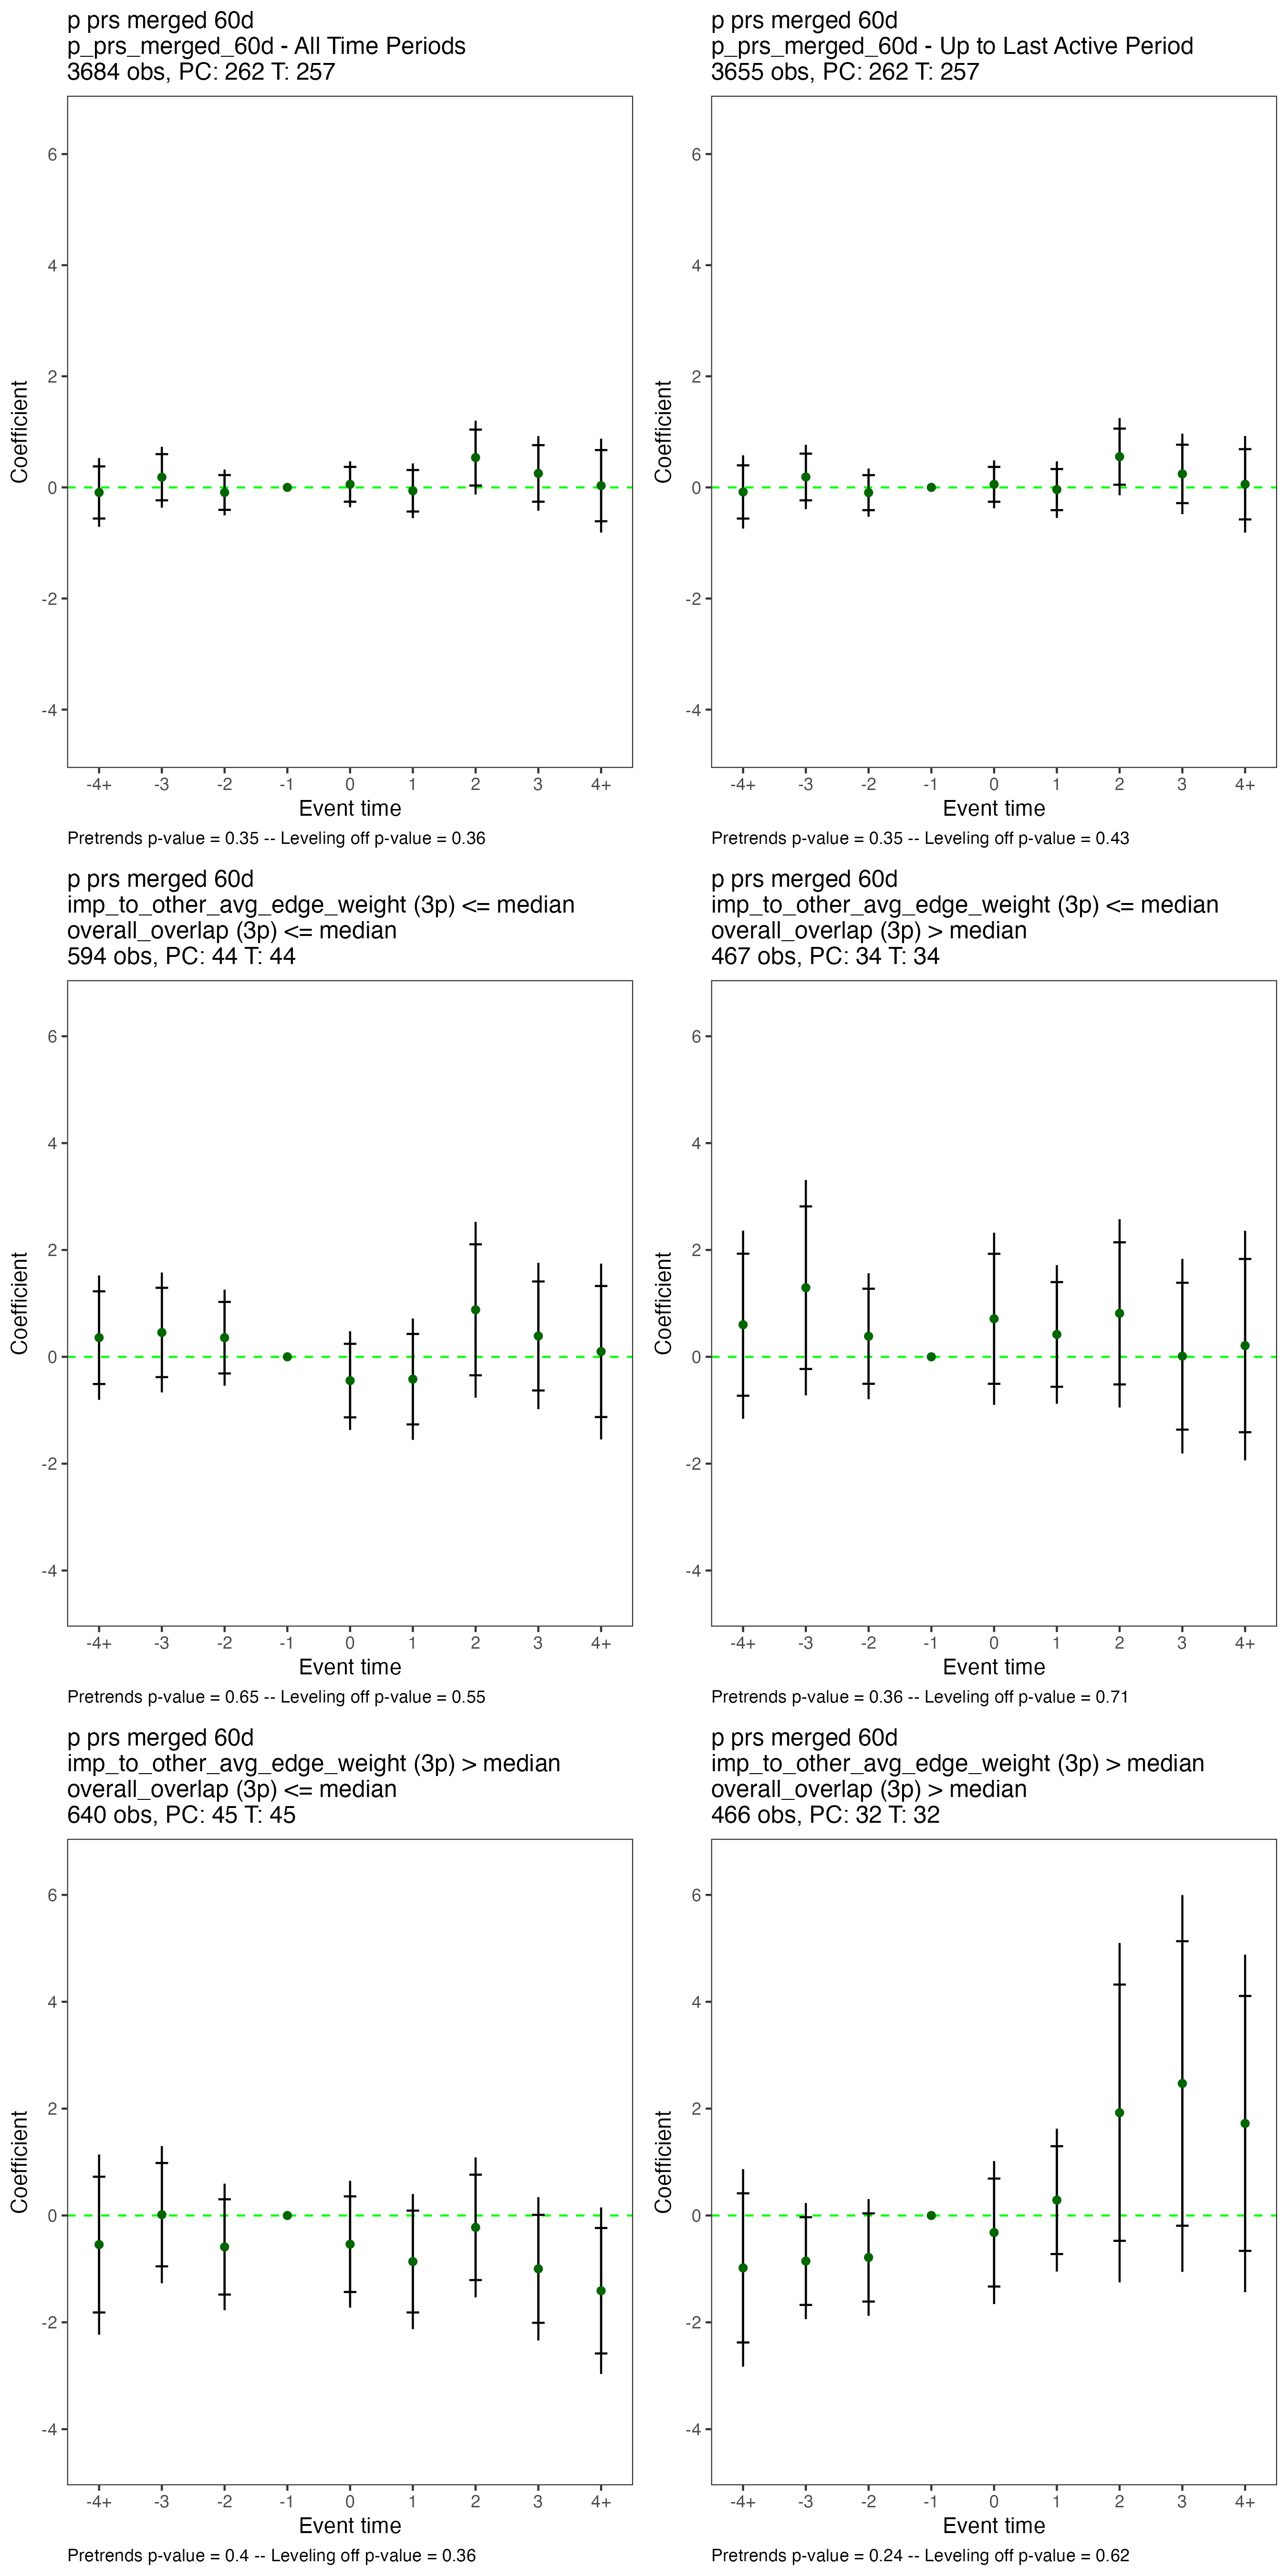 p prs merged 60d
p_prs_merged_60d - All Time Periods
3684 obs, PC: 262 T: 257
Coefficient
6
4
2
0
-2
-4
-4+ -3 -2 -1 0 1 2 3 4+
Event time
Pretrends p-value = 0.35 -- Leveling off p-value = 0.36
p prs merged 60d
p_prs_merged_60d - Up to Last Active Period
3655 obs, PC: 262 T: 257
Coefficient
6
4
2
0
-2
-4
-4+ -3 -2 -1 0 1 2 3 4+
Event time
Pretrends p-value = 0.35 -- Leveling off p-value = 0.43
p prs merged 60d
imp_to_other_avg_edge_weight (3p) <= median
overall_overlap (3p) <= median
594 obs, PC: 44 T: 44
Coefficient
6
4
2
0
-2
-4
-4+ -3 -2 -1 0 1 2 3 4+
Event time
Pretrends p-value = 0.65 -- Leveling off p-value = 0.55
p prs merged 60d
imp_to_other_avg_edge_weight (3p) <= median
overall_overlap (3p) > median
467 obs, PC: 34 T: 34
Coefficient
6
4
2
0
-2
-4
-4+ -3 -2 -1 0 1 2 3 4+
Event time
Pretrends p-value = 0.36 -- Leveling off p-value = 0.71
p prs merged 60d
imp_to_other_avg_edge_weight (3p) > median
overall_overlap (3p) <= median
640 obs, PC: 45 T: 45
Coefficient
6
4
2
0
-2
-4
-4+ -3 -2 -1 0 1 2 3 4+
Event time
Pretrends p-value = 0.4 -- Leveling off p-value = 0.36
p prs merged 60d
imp_to_other_avg_edge_weight (3p) > median
overall_overlap (3p) > median
466 obs, PC: 32 T: 32
Coefficient
6
4
2
0
-2
-4
-4+ -3 -2 -1 0 1 2 3 4+
Event time
Pretrends p-value = 0.24 -- Leveling off p-value = 0.62